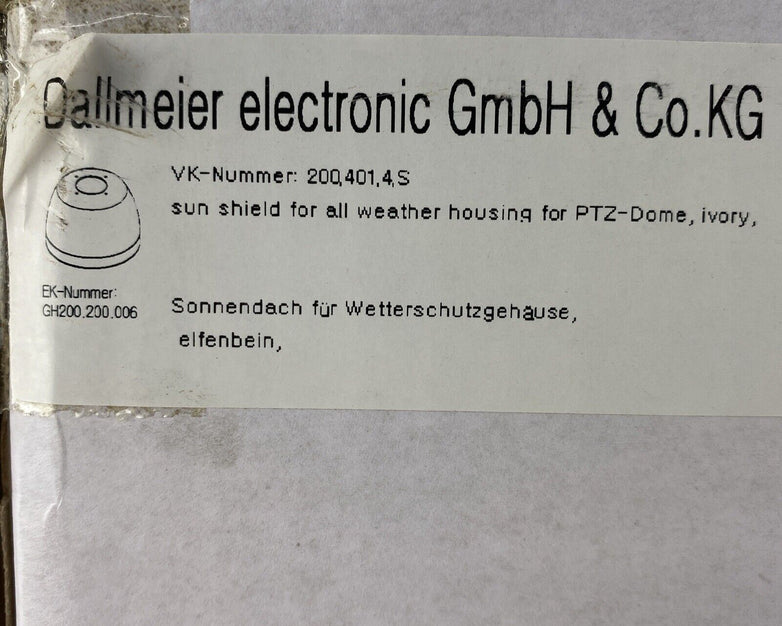 Dallmeier electronic GmbH & Co.KG
VK-Nummer: 200,401,4,S
sun shield for all weather housing for PTZ-Dome, ivory,
EK-Nummer:
GH200.200.006
Sonnendach für Wetterschutzgehäuse,
elfenbein,